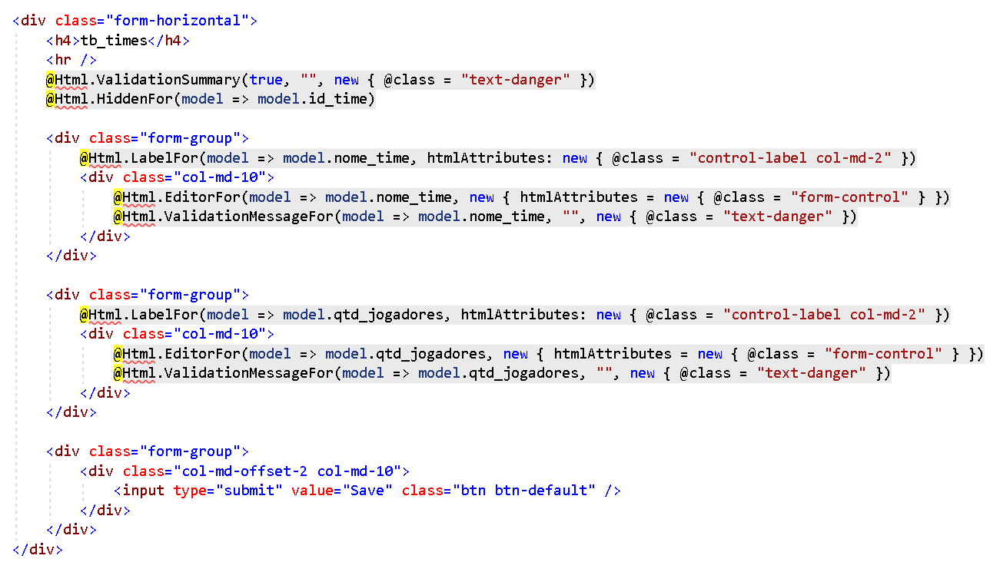 <div class="form-horizontal">
    <h4>tb_times</h4>
    <hr />
    @Html.ValidationSummary(true, "", new { @class = "text-danger" })
    @Html.HiddenFor(model => model.id_time)

    <div class="form-group">
        @Html.LabelFor(model => model.nome_time, htmlAttributes: new { @class = "control-label col-md-2" })
        <div class="col-md-10">
            @Html.EditorFor(model => model.nome_time, new { htmlAttributes = new { @class = "form-control" } })
            @Html.ValidationMessageFor(model => model.nome_time, "", new { @class = "text-danger" })
        </div>
    </div>

    <div class="form-group">
        @Html.LabelFor(model => model.qtd_jogadores, htmlAttributes: new { @class = "control-label col-md-2" })
        <div class="col-md-10">
            @Html.EditorFor(model => model.qtd_jogadores, new { htmlAttributes = new { @class = "form-control" } })
            @Html.ValidationMessageFor(model => model.qtd_jogadores, "", new { @class = "text-danger" })
        </div>
    </div>

    <div class="form-group">
        <div class="col-md-offset-2 col-md-10">
            <input type="submit" value="Save" class="btn btn-default" />
        </div>
    </div>
</div>